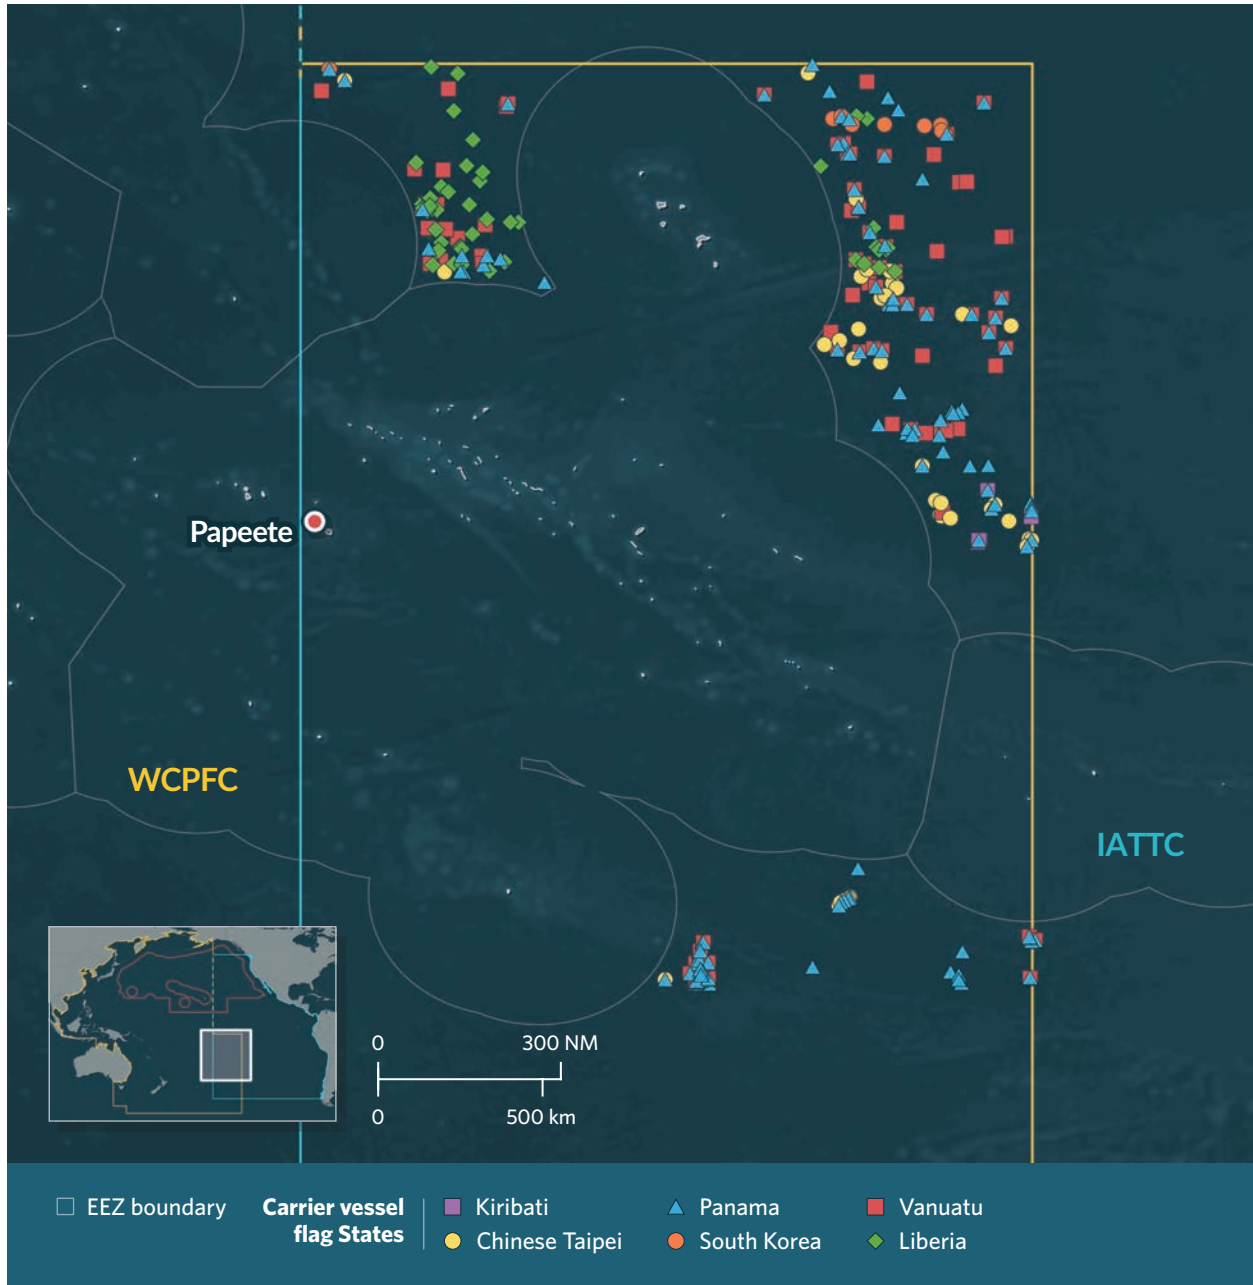 Papeete
WCPFC
IATTC
0 300 NM
0 500 km
EEZ boundary
Carrier vessel
flag States
Kiribati
Panama
Vanuatu
Chinese Taipei
South Korea
Liberia